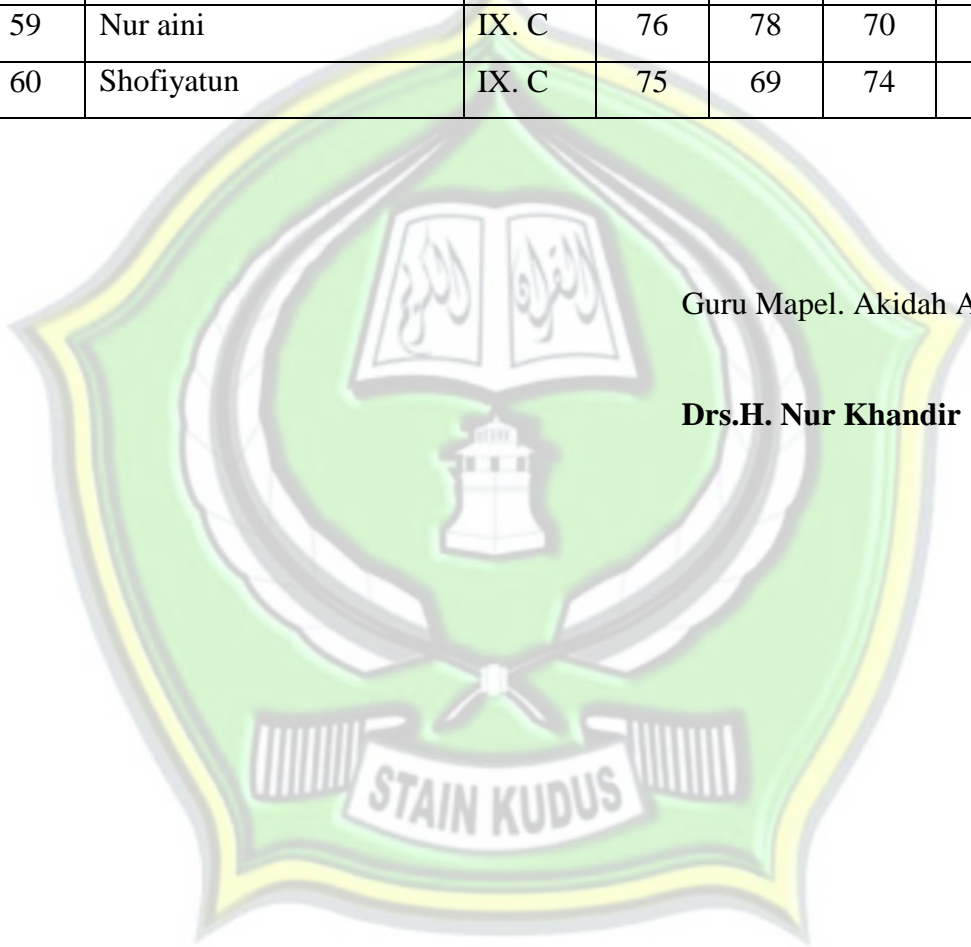 59 Nur aini IX. C 76 78 70
60 Shofiyatun IX. C 75 69 74
Guru Mapel. Akidah A
Drs.H. Nur Khandir
STAIN KUDUS